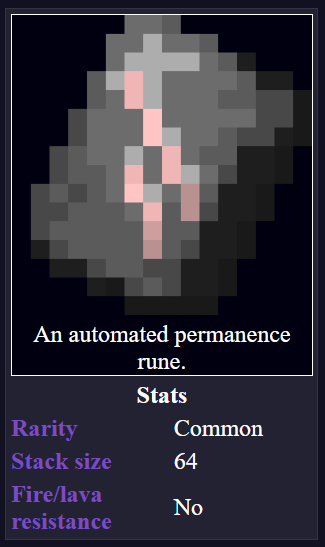 An automated permanence
rune.
Stats
Rarity Common
Stack size 64
Fire/lava
resistance No